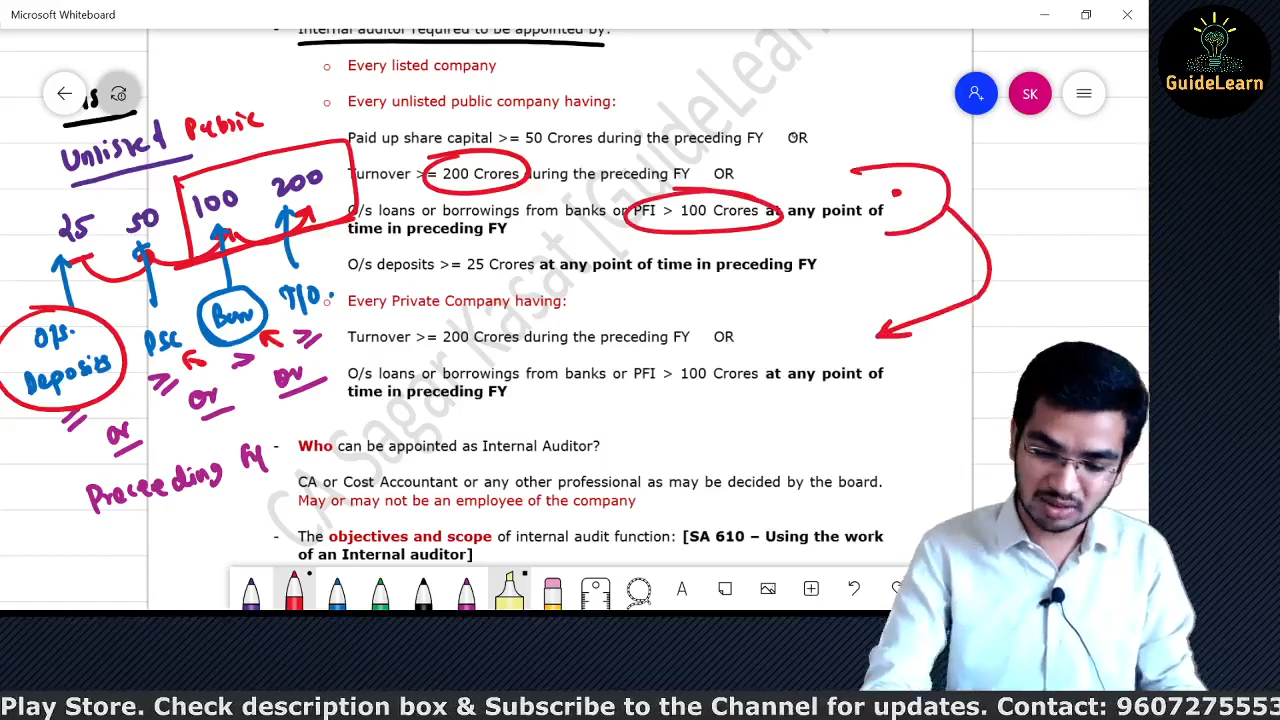 Microsoft Whiteboard
GuideLearn
SK
Internal auditor required to be appointed by:
Every listed company
Every unlisted public company having:
Paid up share capital >= 50 Crores during the preceding FY OR
Turnover >= 200 Crores during the preceding FY OR
O/s loans or borrowings from banks or PFI > 100 Crores at any point of
time in preceding FY
O/s deposits >= 25 Crores at any point of time in preceding FY
Every Private Company having:
Turnover >= 200 Crores during the preceding FY OR
O/s loans or borrowings from banks or PFI > 100 Crores at any point of
time in preceding FY
- Who can be appointed as Internal Auditor?
CA or Cost Accountant or any other professional as may be decided by the board.
May or may not be an employee of the company
- The objectives and scope of internal audit function: [SA 610 – Using the work
of an Internal auditor]
CA Sagar Kasat [GuideLearn
Unlisted Public
25 50 100 200
O/s. Deposits
PSC
Borr
T/O
≥ or ≥ or > or ≥
Preceeding FY
A
Play Store. Check description box & Subscribe to the Channel for updates. Contact: 9607275553